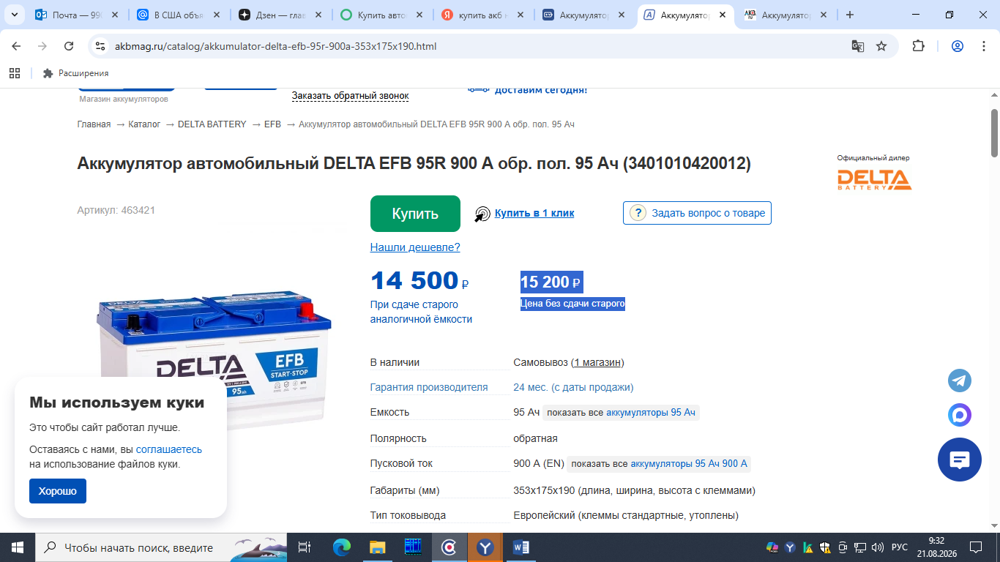 Почта — 990
В США объя
Дзен — глав
Купить авто
купить акб н
Аккумулятор
Аккумулятор
Аккумулятор
akbmag.ru/catalog/akkumulator-delta-efb-95r-900a-353x175x190.html
Расширения
Магазин аккумуляторов
Заказать обратный звонок
доставим сегодня!
Главная → Каталог → DELTA BATTERY → EFB → Аккумулятор автомобильный DELTA EFB 95R 900 А обр. пол. 95 Ач
Аккумулятор автомобильный DELTA EFB 95R 900 А обр. пол. 95 Ач (3401010420012)
Официальный дилер
DELTA
BATTERY
Артикул: 463421
Купить
Купить в 1 клик
? Задать вопрос о товаре
Нашли дешевле?
14 500 ₽
15 200 ₽
При сдаче старого
аналогичной ёмкости
Цена без сдачи старого
DELTA
EFB
START-STOP
95Ah
В наличии Самовывоз (1 магазин)
Гарантия производителя 24 мес. (с даты продажи)
Емкость 95 Ач показать все аккумуляторы 95 Ач
Полярность обратная
Пусковой ток 900 А (EN) показать все аккумуляторы 95 Ач 900 А
Габариты (мм) 353x175x190 (длина, ширина, высота с клеммами)
Тип токовывода Европейский (клеммы стандартные, утоплены)
Мы используем куки
Это чтобы сайт работал лучше.
Оставаясь с нами, вы соглашаетесь
на использование файлов куки.
Хорошо
Чтобы начать поиск, введите
РУС
9:32
21.08.2026